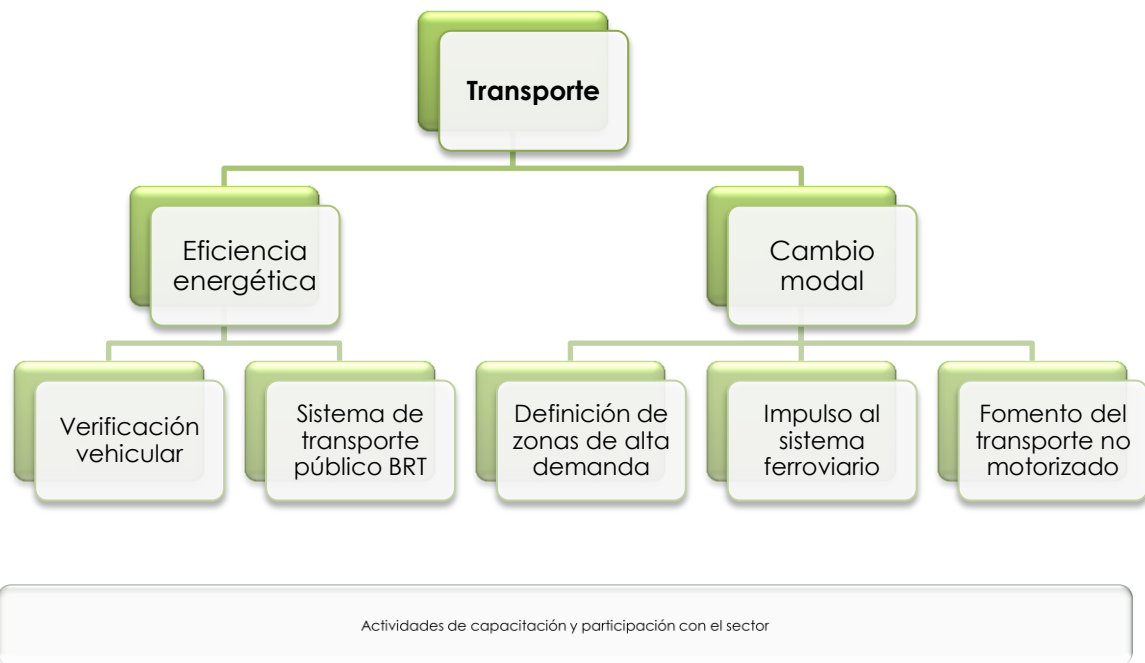 Transporte
Eficiencia
energética
Cambio
modal
Verificación
vehicular
Sistema de
transporte
público BRT
Definición de
zonas de alta
demanda
Impulso al
sistema
ferroviario
Fomento del
transporte no
motorizado
Actividades de capacitación y participación con el sector